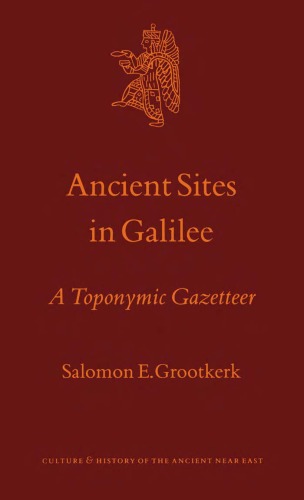 Ancient Sites
in Galilee
A Toponymic Gazetteer
Salomon E.Grootkerk
CULTURE & HISTORY OF THE ANCIENT NEAR EAST